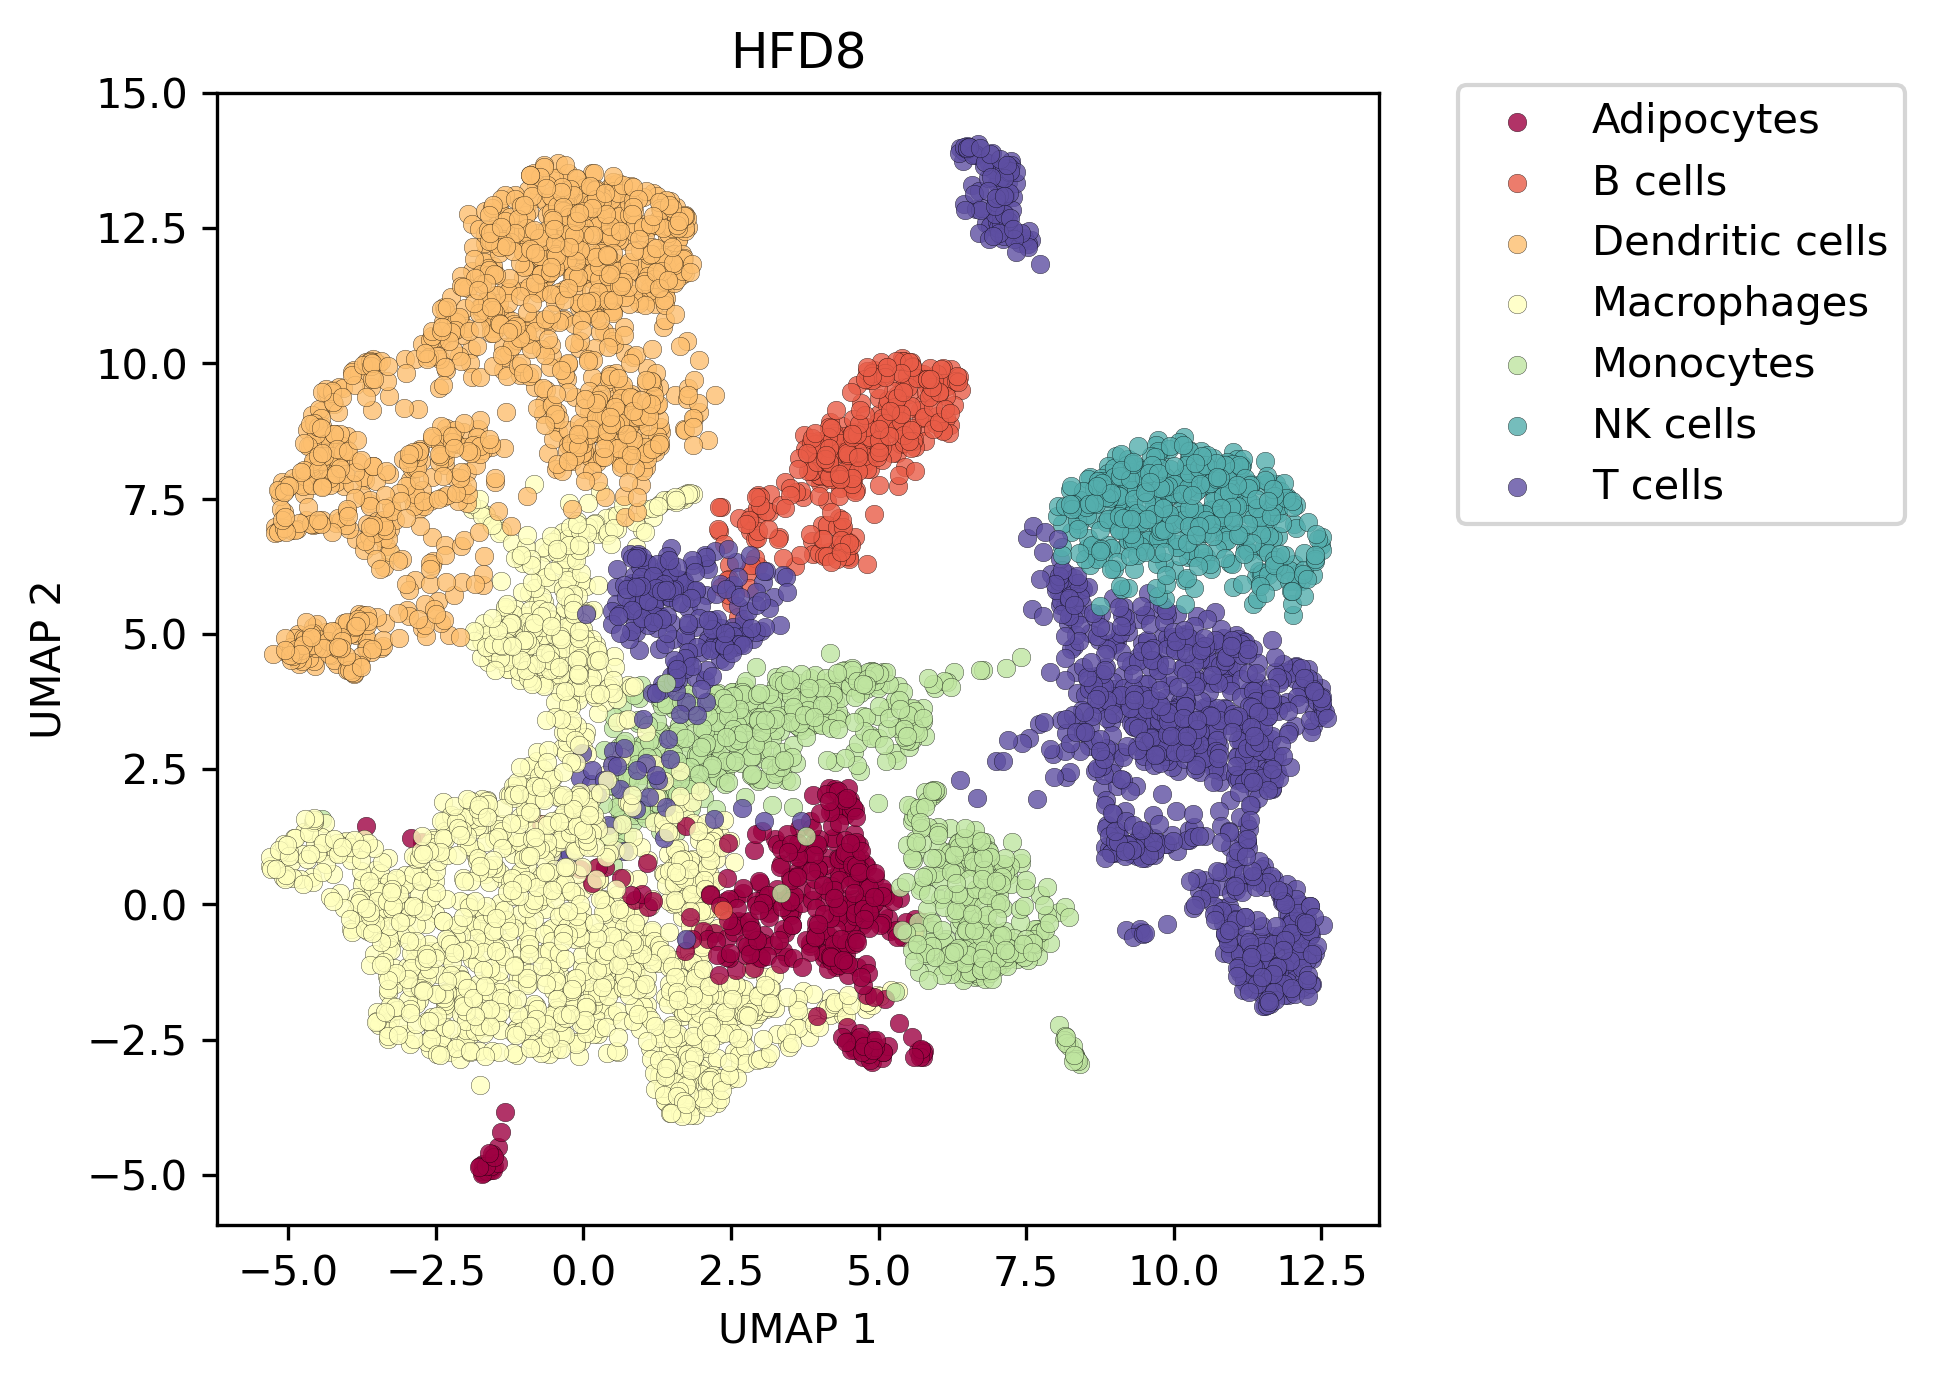 HFD8
15.0
12.5
10.0
7.5
5.0
2.5
0.0
−2.5
−5.0
UMAP 2
−5.0 −2.5 0.0 2.5 5.0 7.5 10.0 12.5
UMAP 1
Adipocytes
B cells
Dendritic cells
Macrophages
Monocytes
NK cells
T cells